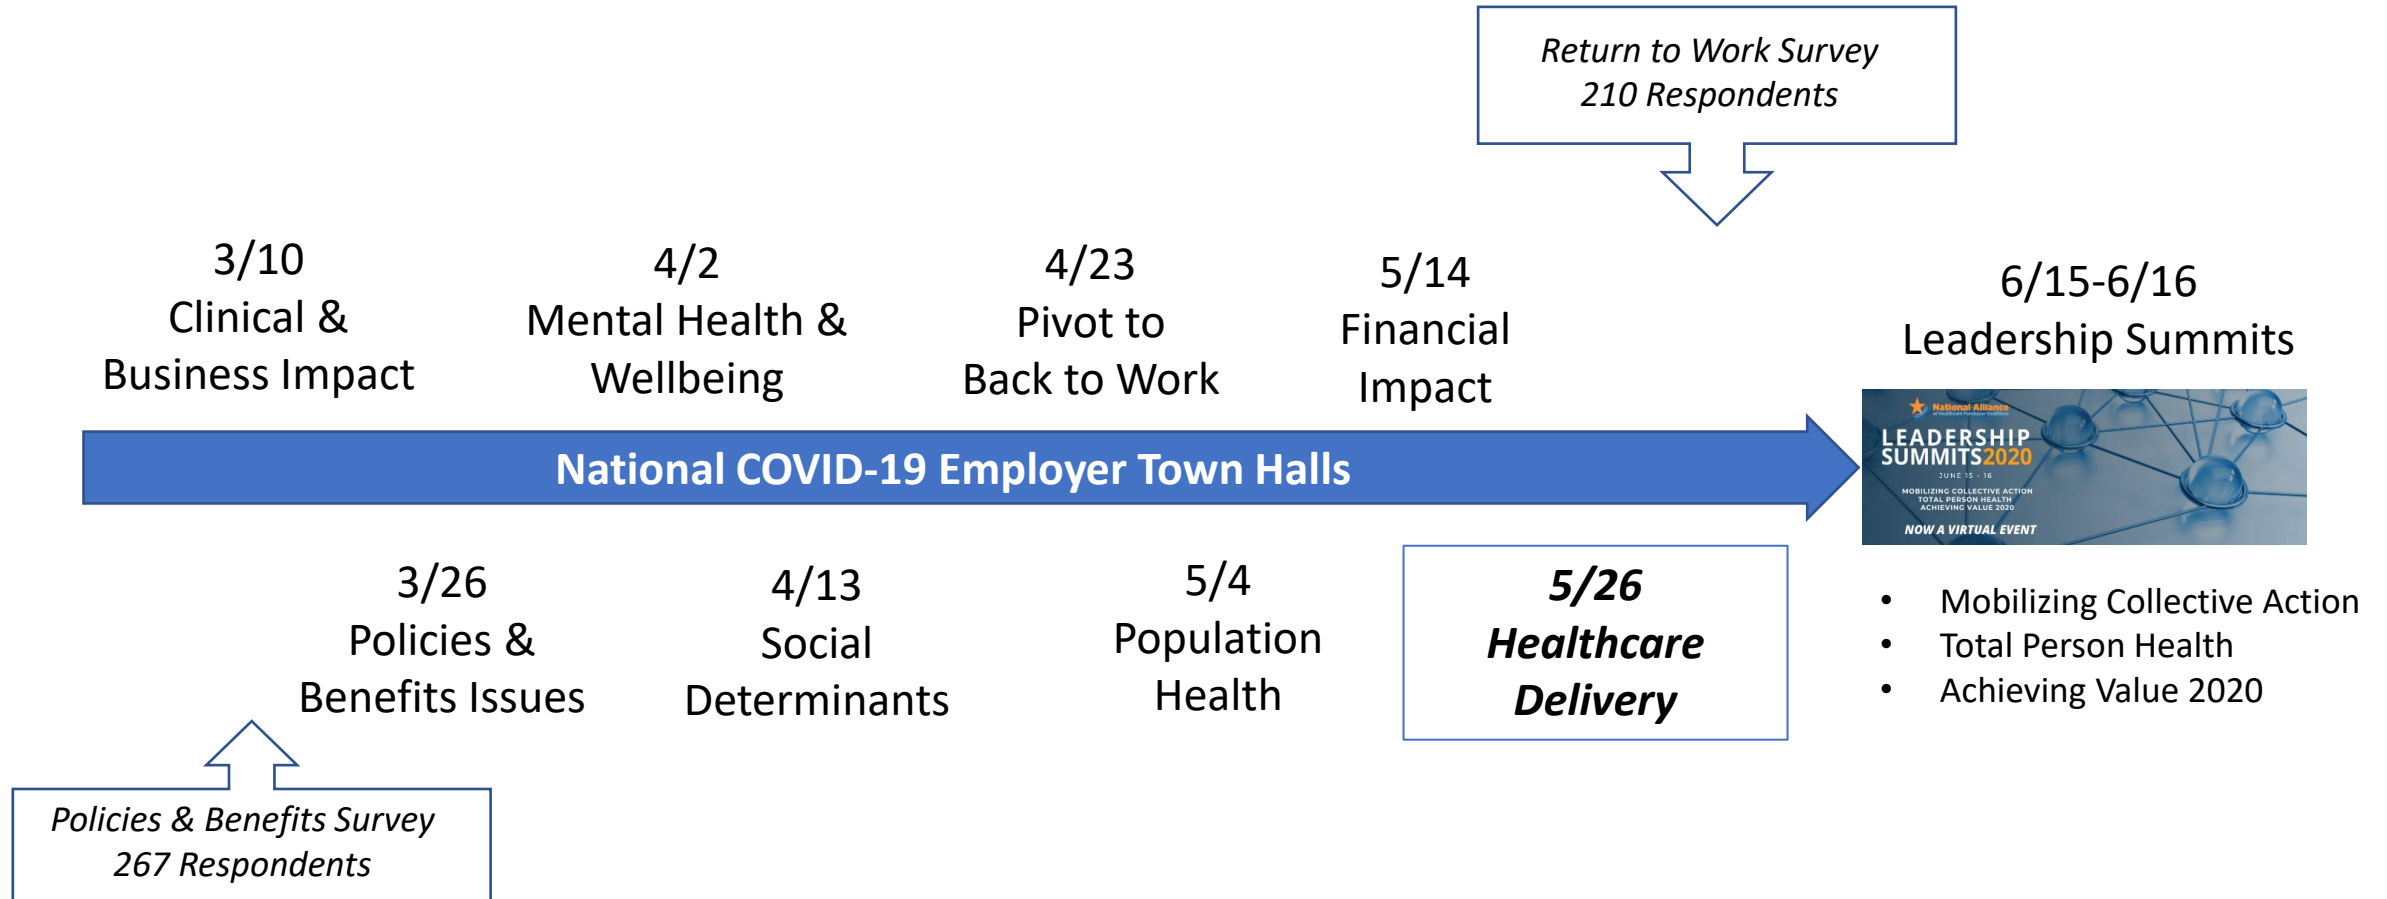 Return to Work Survey
210 Respondents
3/10
Clinical &
Business Impact
4/2
Mental Health &
Wellbeing
4/23
Pivot to
Back to Work
5/14
Financial
Impact
6/15-6/16
Leadership Summits
National COVID-19 Employer Town Halls
National Alliance
of Healthcare Purchaser Coalitions
LEADERSHIP
SUMMITS2020
JUNE 15 - 16
MOBILIZING COLLECTIVE ACTION
TOTAL PERSON HEALTH
ACHIEVING VALUE 2020
NOW A VIRTUAL EVENT
3/26
Policies &
Benefits Issues
4/13
Social
Determinants
5/4
Population
Health
5/26
Healthcare
Delivery
• Mobilizing Collective Action
• Total Person Health
• Achieving Value 2020
Policies & Benefits Survey
267 Respondents